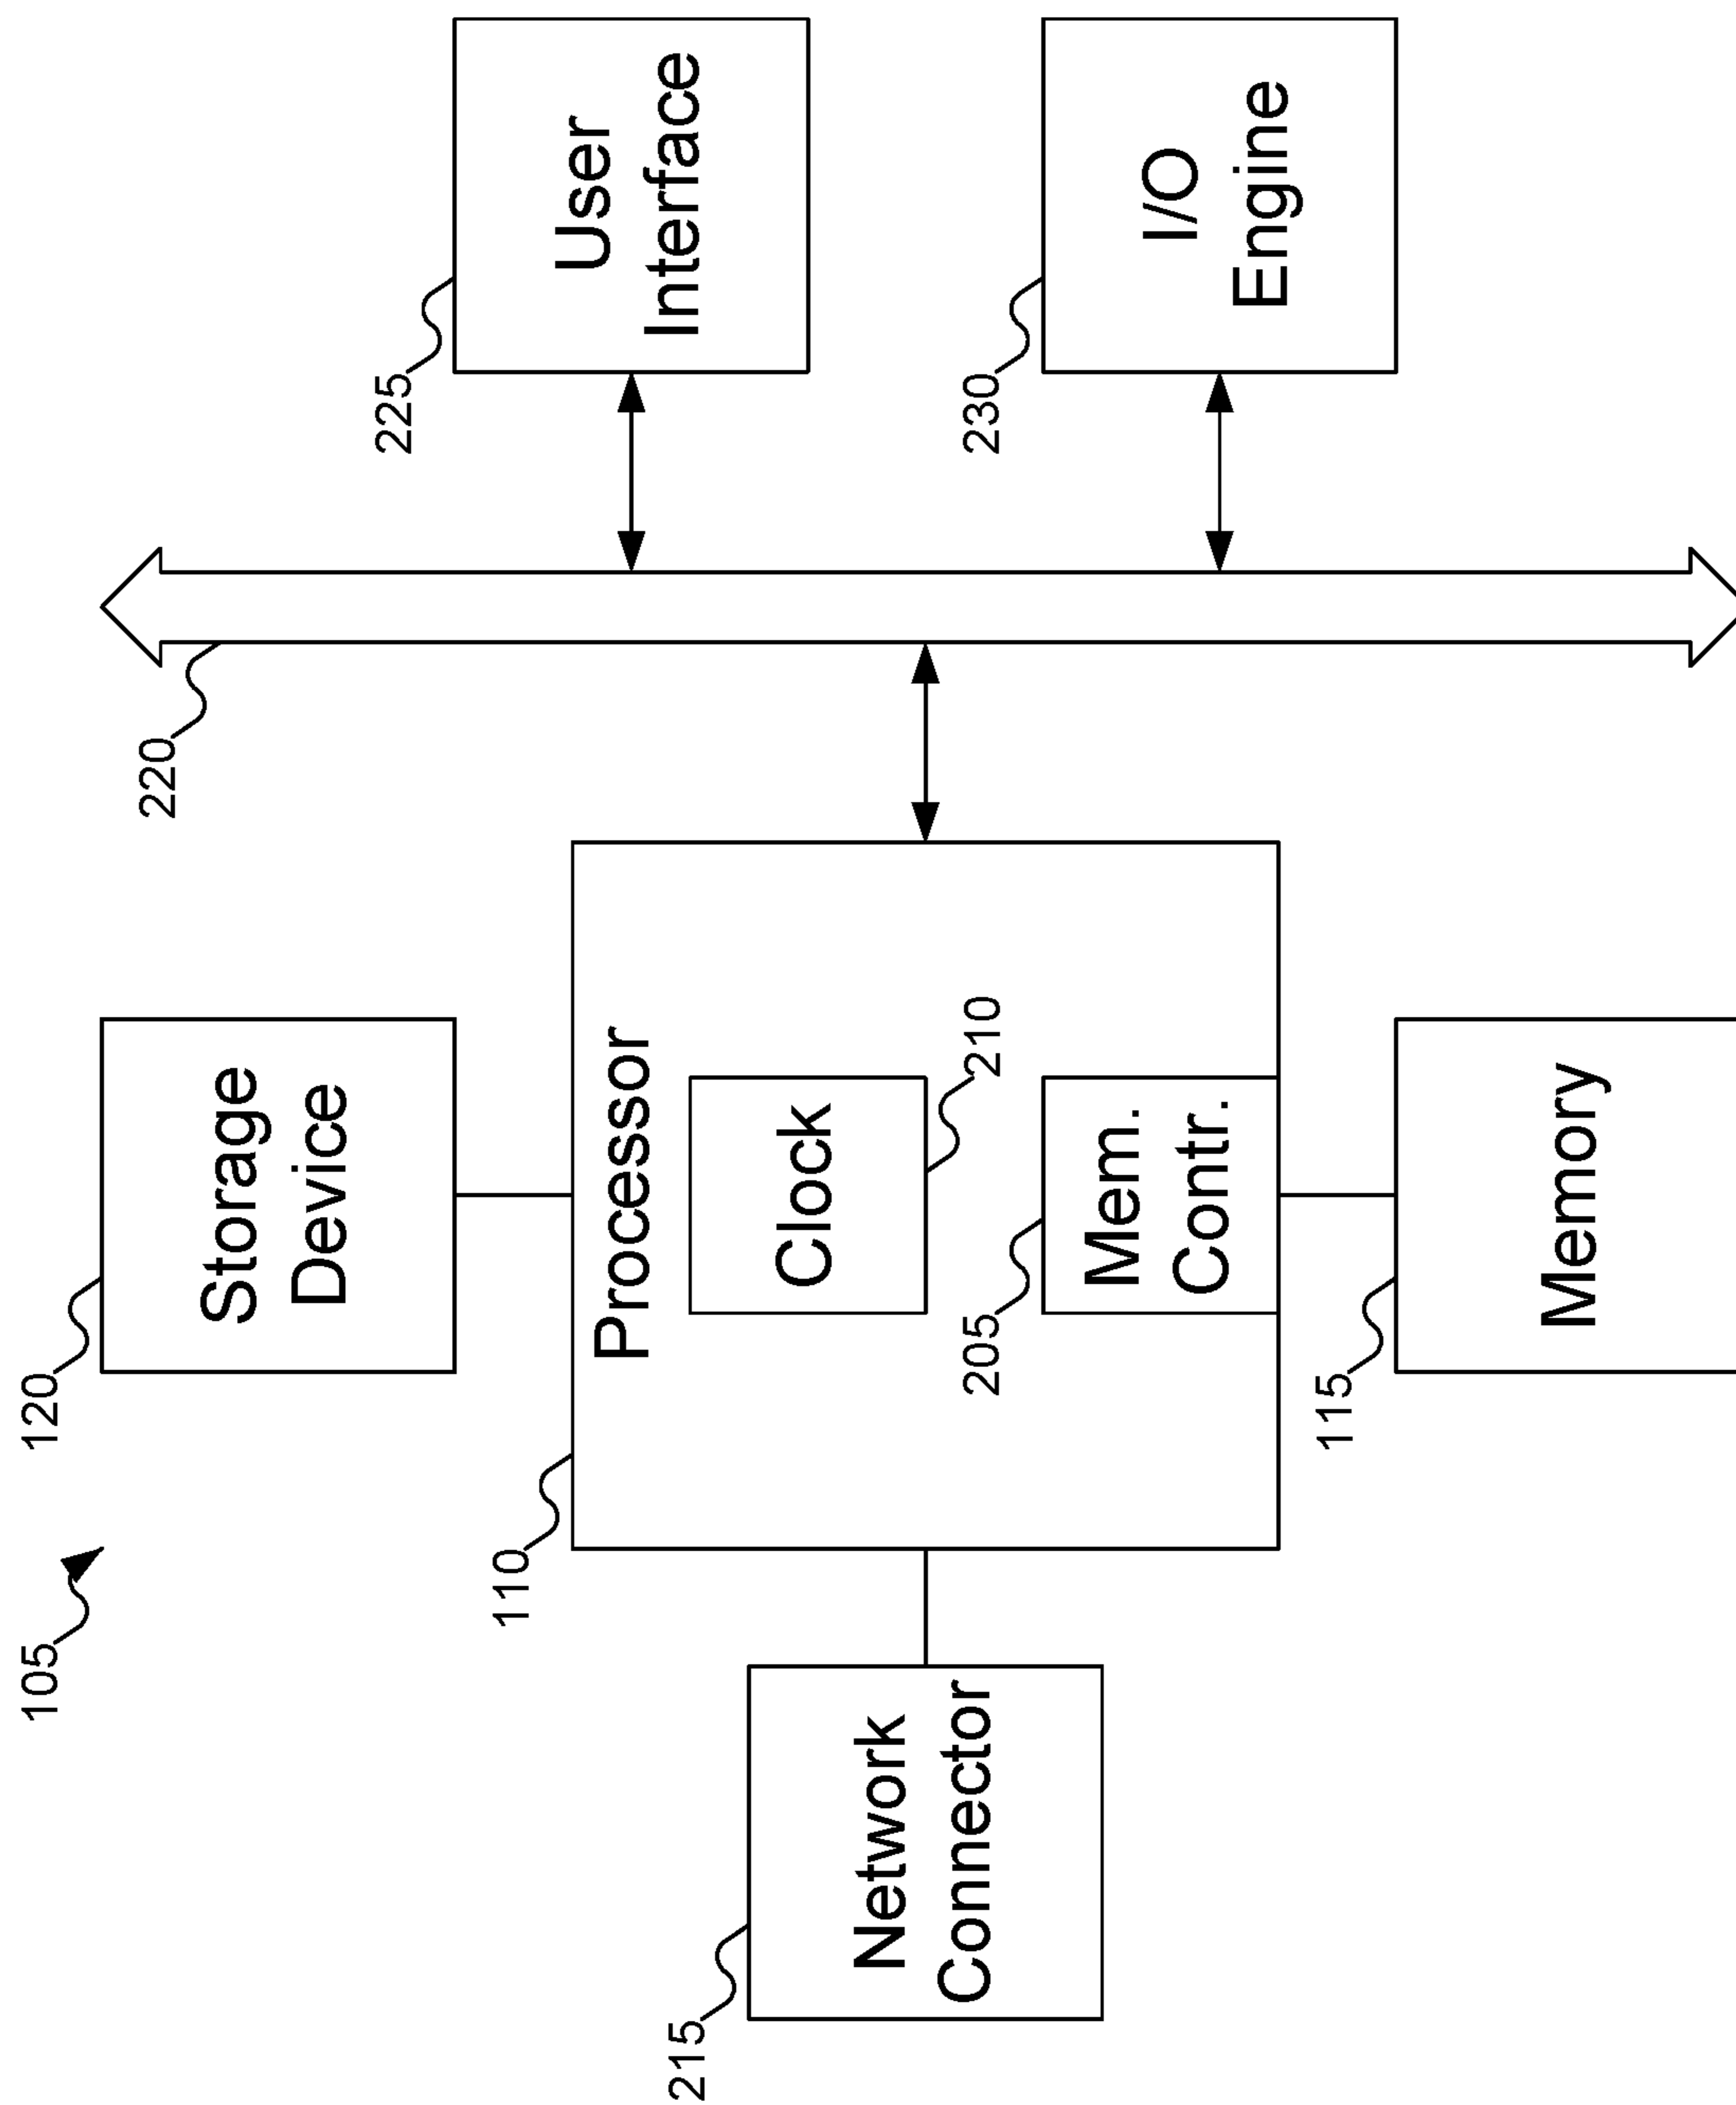 105
120
Storage
Device
220
110
Processor
225
User
Interface
215
Network
Connector
Clock
210
205
Mem.
Contr.
230
I/O
Engine
115
Memory